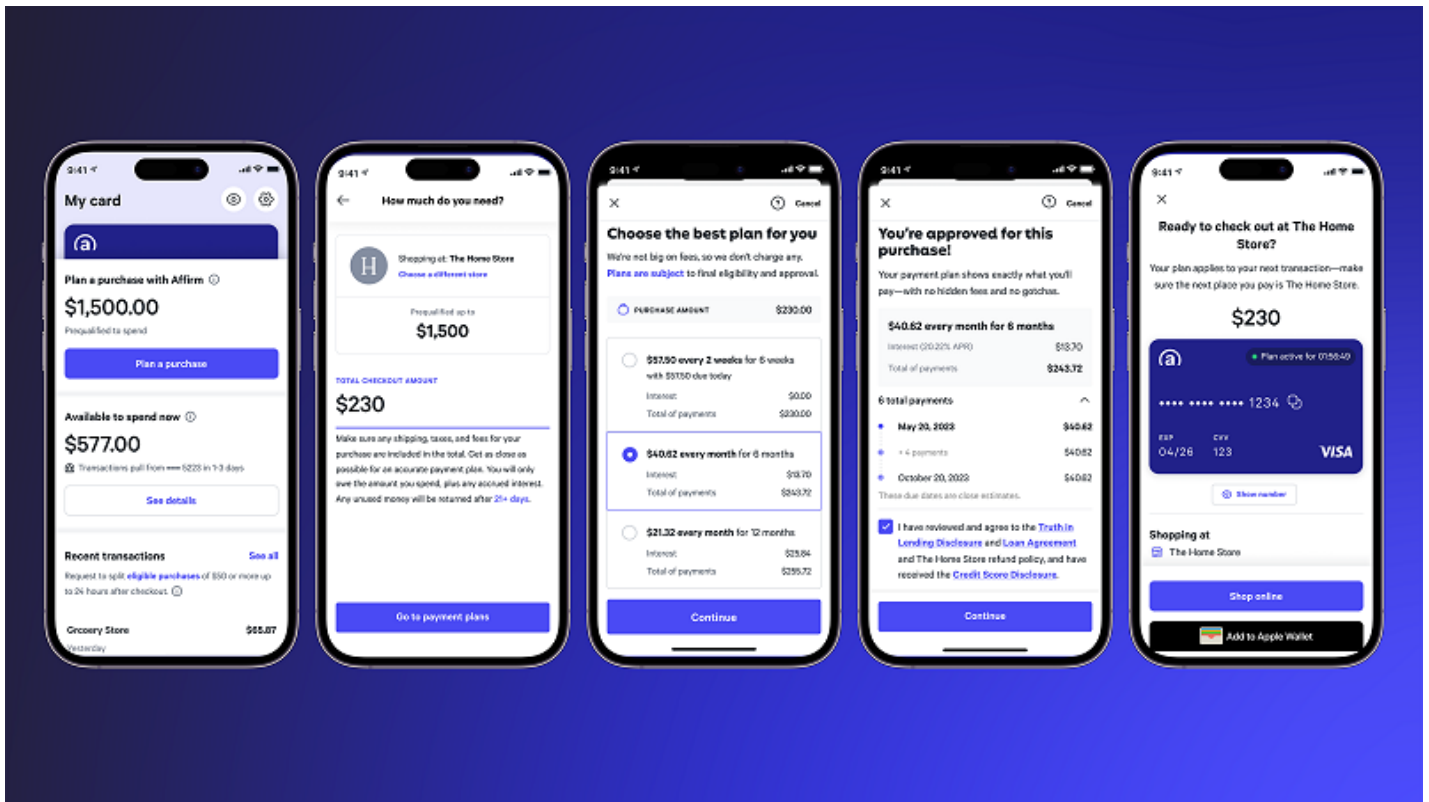 9:41
My card
a
Plan a purchase with Affirm
$1,500.00
Prequalified to spend
Plan a purchase
Available to spend now
$577.00
Transactions pull from •••• 5223 in 1-3 days
See details
Recent transactions See all
Request to split eligible purchases of $50 or more up
to 24 hours after checkout.
Grocery Store $65.87
Yesterday
9:41
How much do you need?
H
Shopping at: The Home Store
Choose a different store
Prequalified up to
$1,500
TOTAL CHECKOUT AMOUNT
$230
Make sure any shipping, taxes, and fees for your
purchase are included in the total. Get as close as
possible for an accurate payment plan. You will only
owe the amount you spend, plus any accrued interest.
Any unused money will be returned after 21+ days.
Go to payment plans
9:41
Cancel
Choose the best plan for you
We're not big on fees, so we don't charge any.
Plans are subject to final eligibility and approval.
PURCHASE AMOUNT $230.00
$57.50 every 2 weeks for 6 weeks
with $57.50 due today
Interest $0.00
Total of payments $230.00
$40.62 every month for 6 months
Interest $13.70
Total of payments $243.72
$21.32 every month for 12 months
Interest $25.84
Total of payments $255.72
Continue
9:41
Cancel
You're approved for this
purchase!
Your payment plan shows exactly what you'll
pay—with no hidden fees and no gotchas.
$40.62 every month for 6 months
Interest (20.22% APR) $13.70
Total of payments $243.72
6 total payments
May 20, 2023 $40.62
+ 4 payments $40.62
October 20, 2023 $40.62
These due dates are close estimates.
I have reviewed and agree to the Truth in
Lending Disclosure and Loan Agreement
and The Home Store refund policy, and have
received the Credit Score Disclosure.
Continue
9:41
Ready to check out at The Home
Store?
Your plan applies to your next transaction—make
sure the next place you pay is The Home Store.
$230
a
Plan active for 01:56:49
•••• •••• •••• 1234
EXP CVV
04/26 123
VISA
Show number
Shopping at
The Home Store
Shop online
Add to Apple Wallet